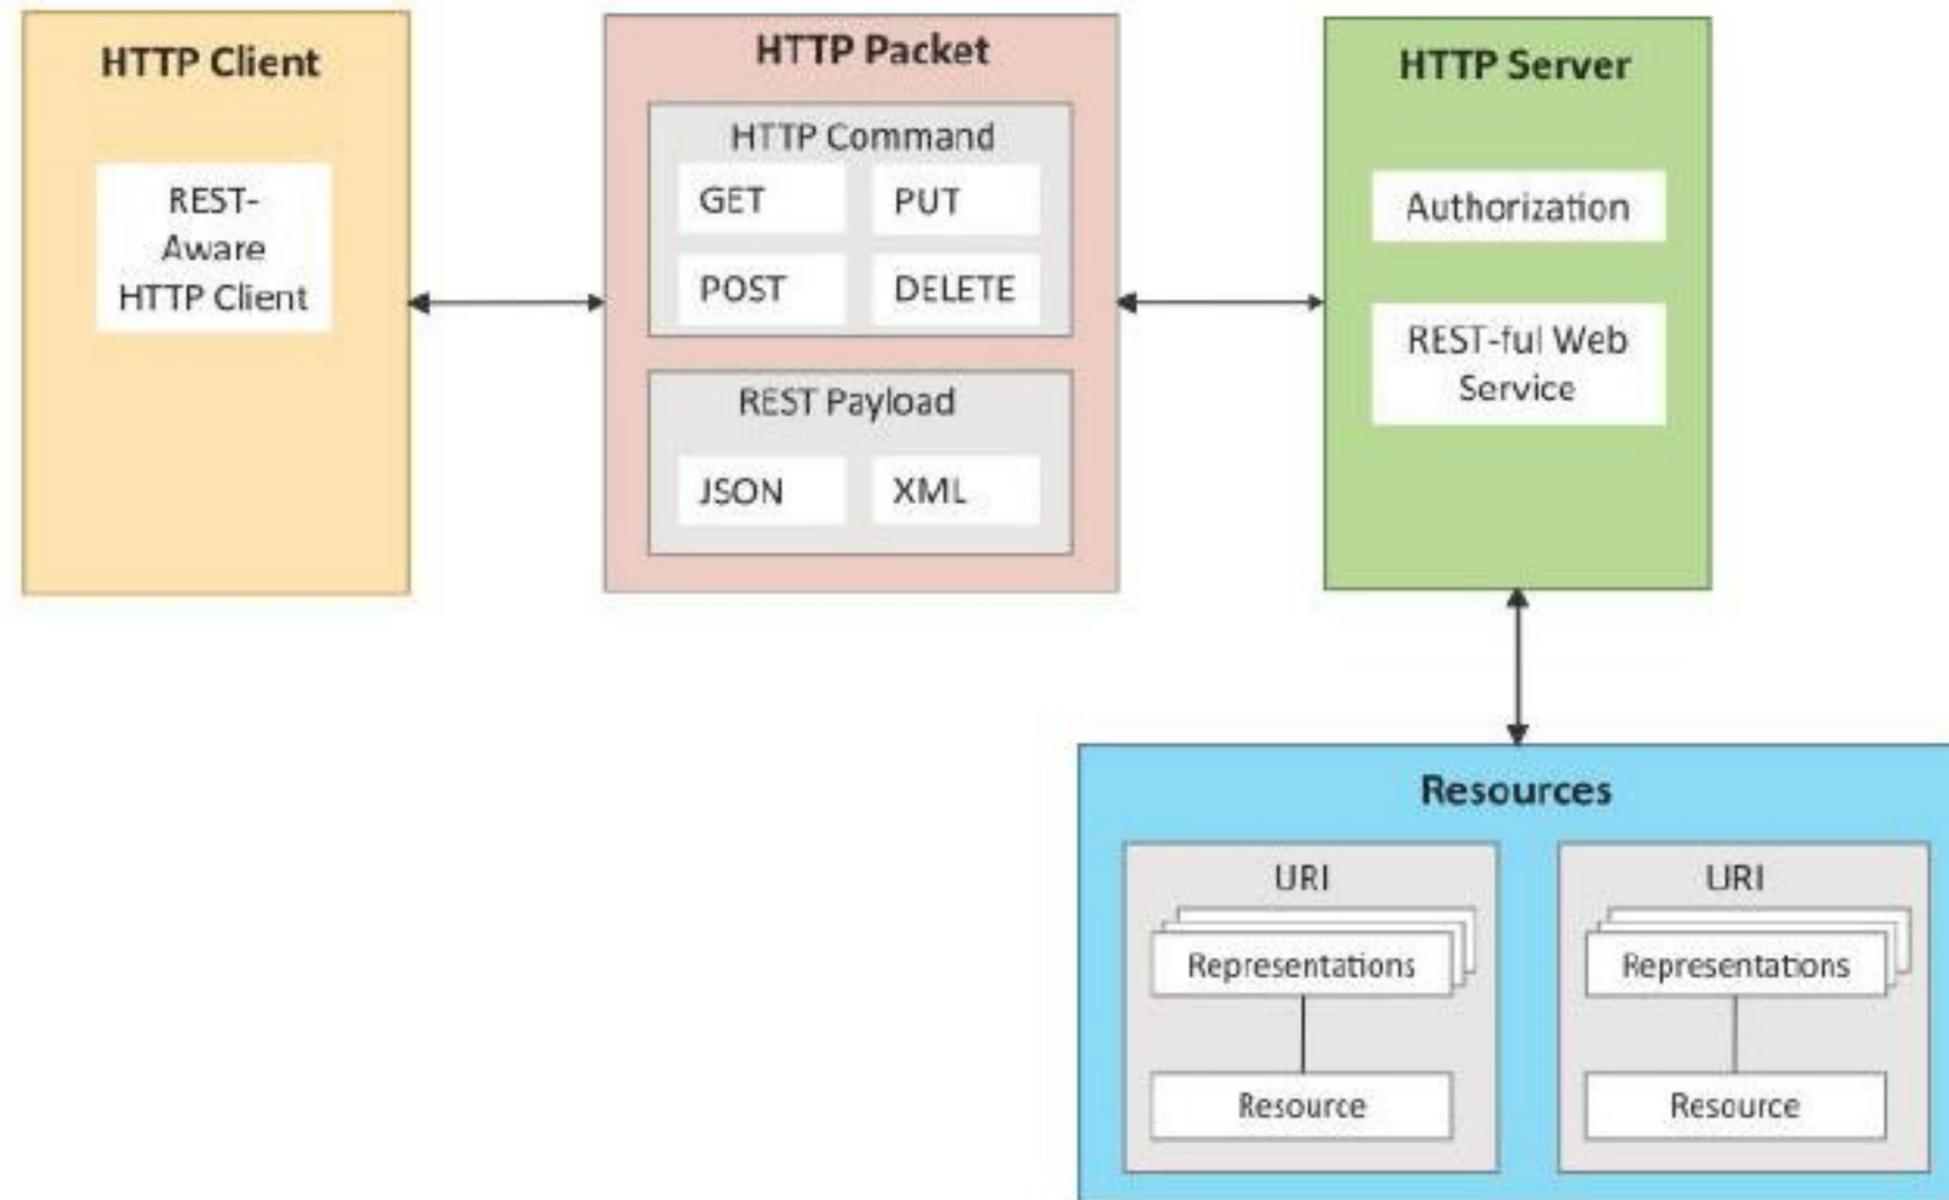 HTTP Client
REST-
Aware
HTTP Client
HTTP Packet
HTTP Command
GET
PUT
POST
DELETE
REST Payload
JSON
XML
HTTP Server
Authorization
REST-ful Web
Service
Resources
URI
Representations
Resource
URI
Representations
Resource